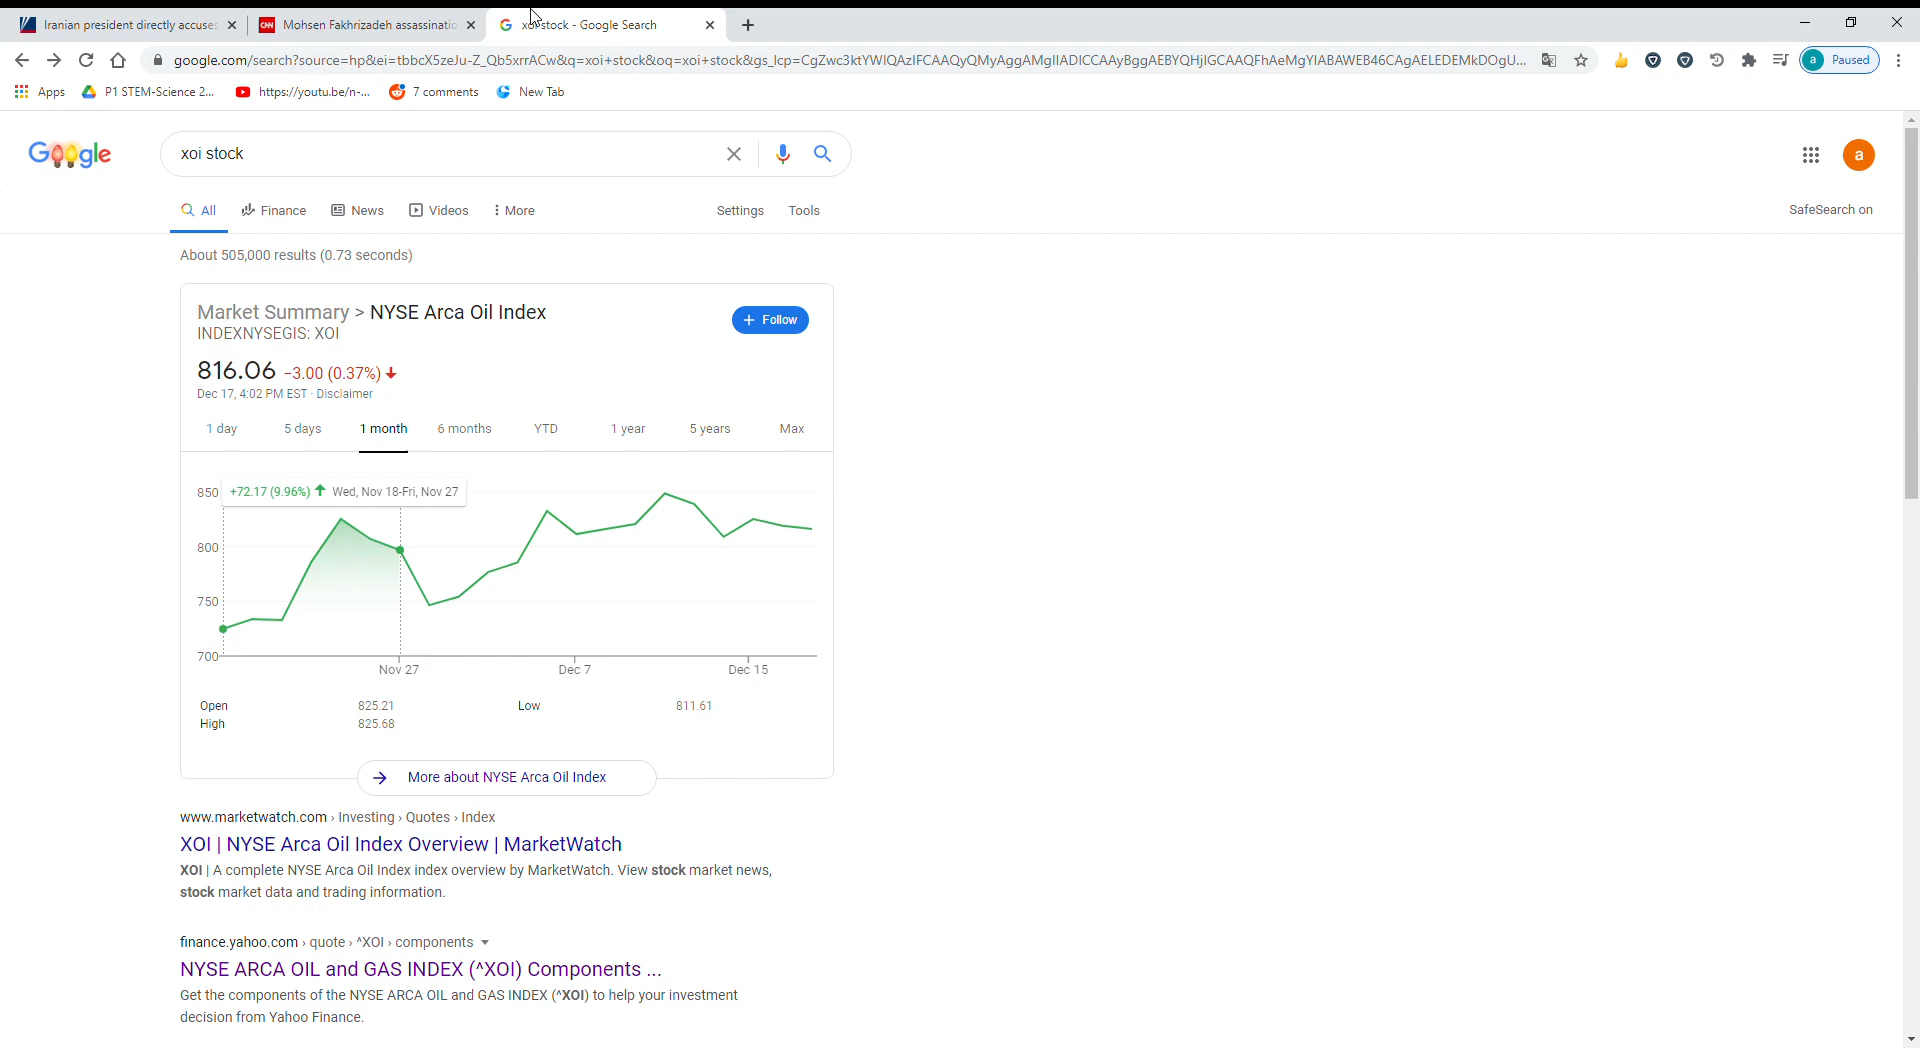 Iranian president directly accuses
Mohsen Fakhrizadeh assassinatio
stock - Google Search
google.com/search?source=hp&ei=tbbcX5zeJu-Z_Qb5xrrACw&q=xoi+stock&oq=xoi+stock&gs_lcp=CgZwc3ktYWIQAzIFCAAQyQMyAggAMgIIADICCAAyBggAEBYQHjIGCAAQFhAeMgYIABAWEB46CAgAELEDEMkDOgU...
a Paused
Apps
P1 STEM-Science 2...
https://youtu.be/n-...
7 comments
New Tab
Google
xoi stock
a
All
Finance
News
Videos
More
Settings
Tools
SafeSearch on
About 505,000 results (0.73 seconds)
Market Summary > NYSE Arca Oil Index
INDEXNYSEGIS: XOI
+ Follow
816.06 -3.00 (0.37%)
Dec 17, 4:02 PM EST · Disclaimer
1 day 5 days 1 month 6 months YTD 1 year 5 years Max
850
+72.17 (9.96%) Wed, Nov 18-Fri, Nov 27
800
750
700
Nov 27 Dec 7 Dec 15
Open 825.21 Low 811.61
High 825.68
More about NYSE Arca Oil Index
www.marketwatch.com › Investing › Quotes › Index
XOI | NYSE Arca Oil Index Overview | MarketWatch
XOI | A complete NYSE Arca Oil Index index overview by MarketWatch. View stock market news,
stock market data and trading information.
finance.yahoo.com › quote › ^XOI › components
NYSE ARCA OIL and GAS INDEX (^XOI) Components ...
Get the components of the NYSE ARCA OIL and GAS INDEX (^XOI) to help your investment
decision from Yahoo Finance.